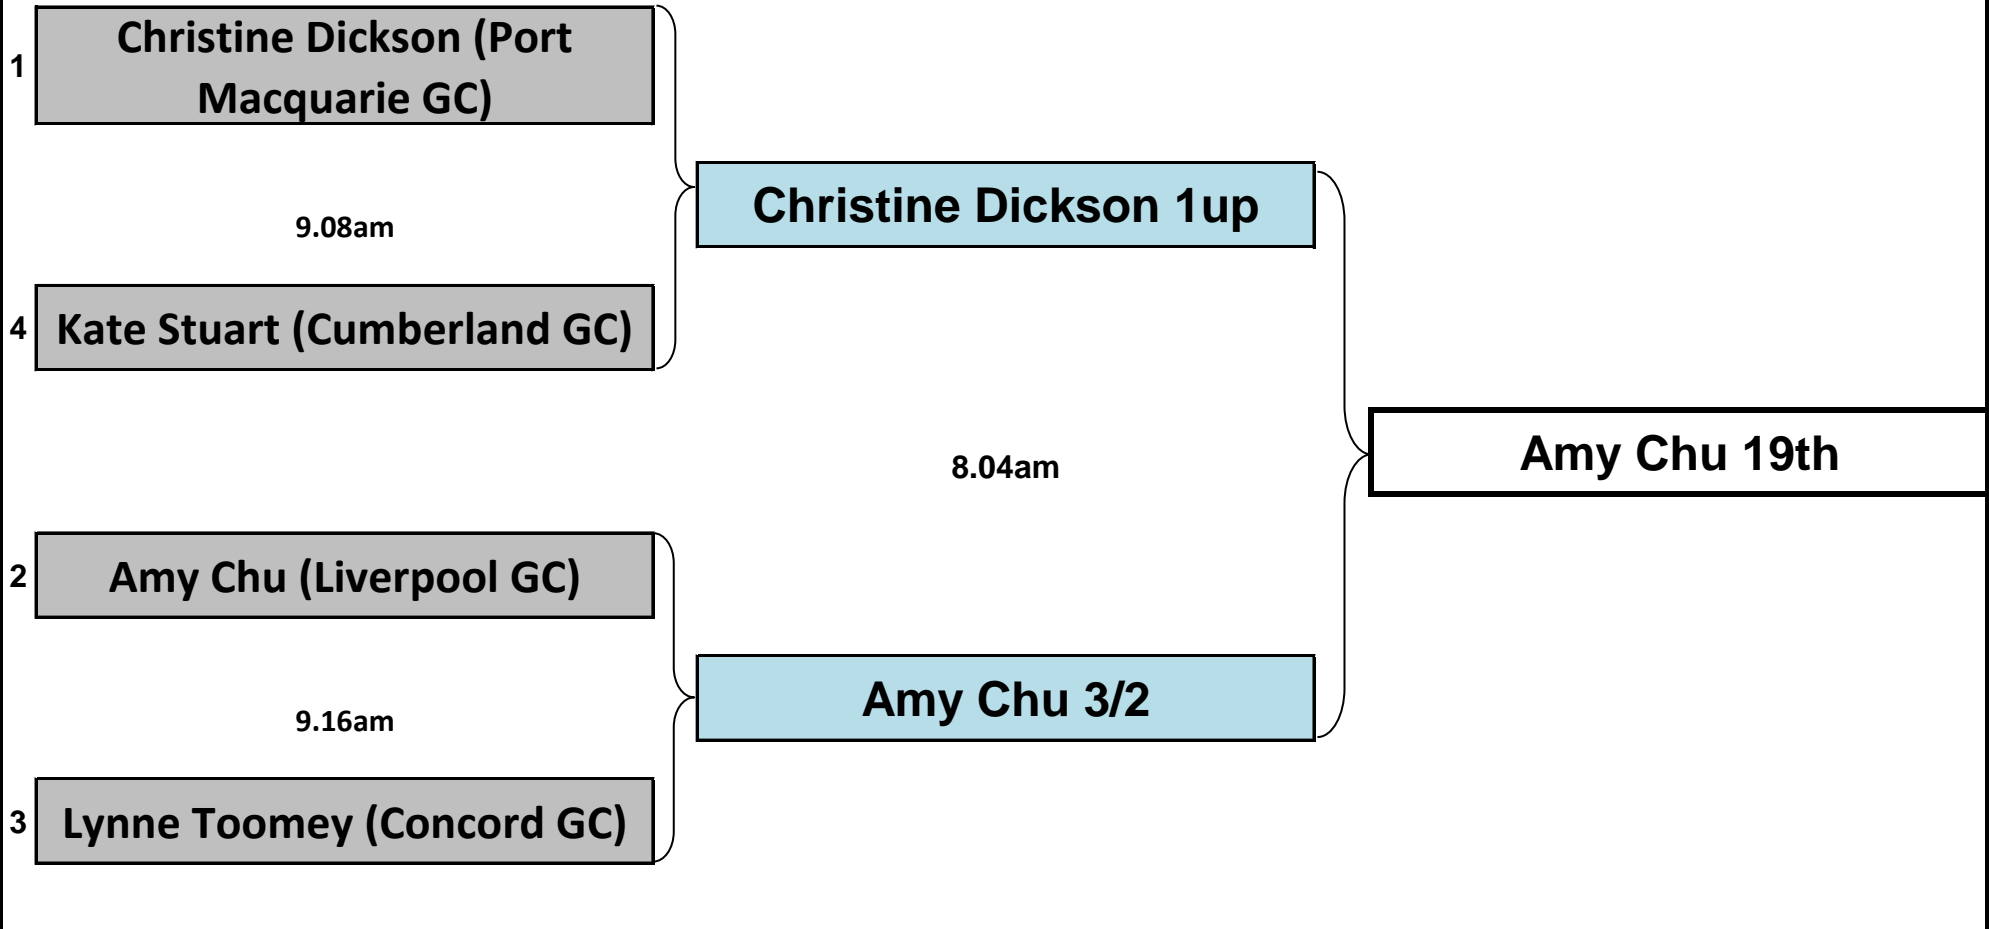 1
Christine Dickson (Port
Macquarie GC)
9.08am
Christine Dickson 1up
4
Kate Stuart (Cumberland GC)
8.04am
Amy Chu 19th
2
Amy Chu (Liverpool GC)
9.16am
Amy Chu 3/2
3
Lynne Toomey (Concord GC)